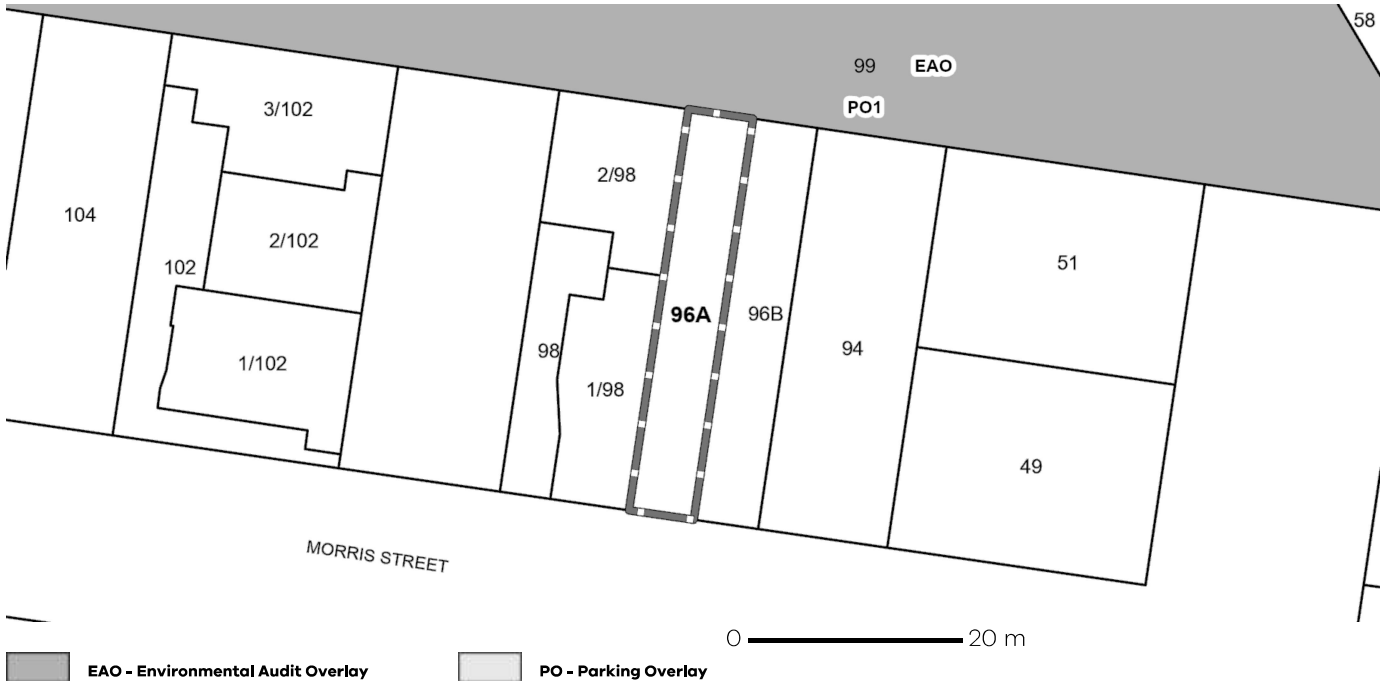 58
99 EAO
PO1
3/102
2/98
104
2/102
102
51
96A
96B
98
94
1/102
1/98
49
MORRIS STREET
0 20 m
EAO - Environmental Audit Overlay
PO - Parking Overlay